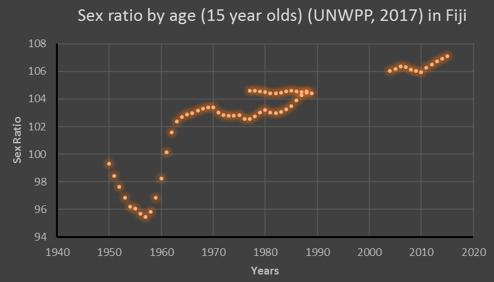 Sex ratio by age (15 year olds) (UNWPP, 2017) in Fiji
108
106
104
102
100
98
96
94
Sex Ratio
1940 1950 1960 1970 1980 1990 2000 2010 2020
Years